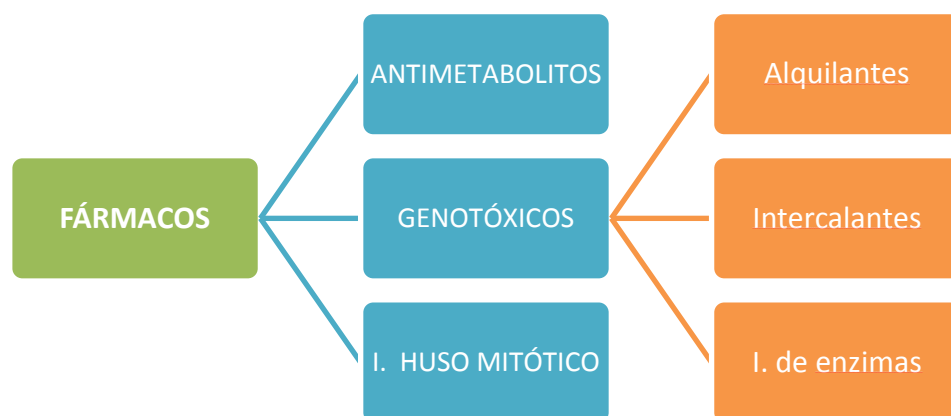 ANTIMETABOLITOS
Alquilantes
FÁRMACOS
GENOTÓXICOS
Intercalantes
I. HUSO MITÓTICO
I. de enzimas